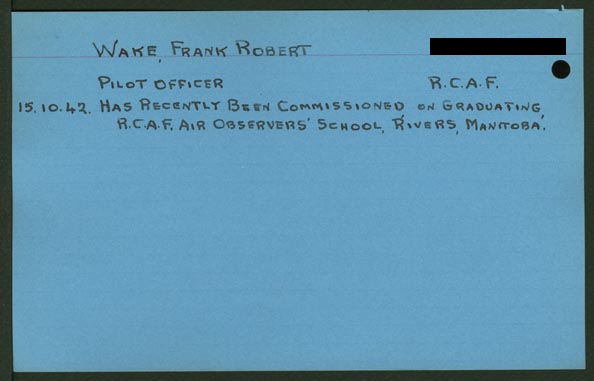 WAKE, FRANK ROBERT
PILOT OFFICER R.C.A.F.
15.10.42. HAS RECENTLY BEEN COMMISSIONED ON GRADUATING,
R.C.A.F. AIR OBSERVERS' SCHOOL, RIVERS, MANITOBA.